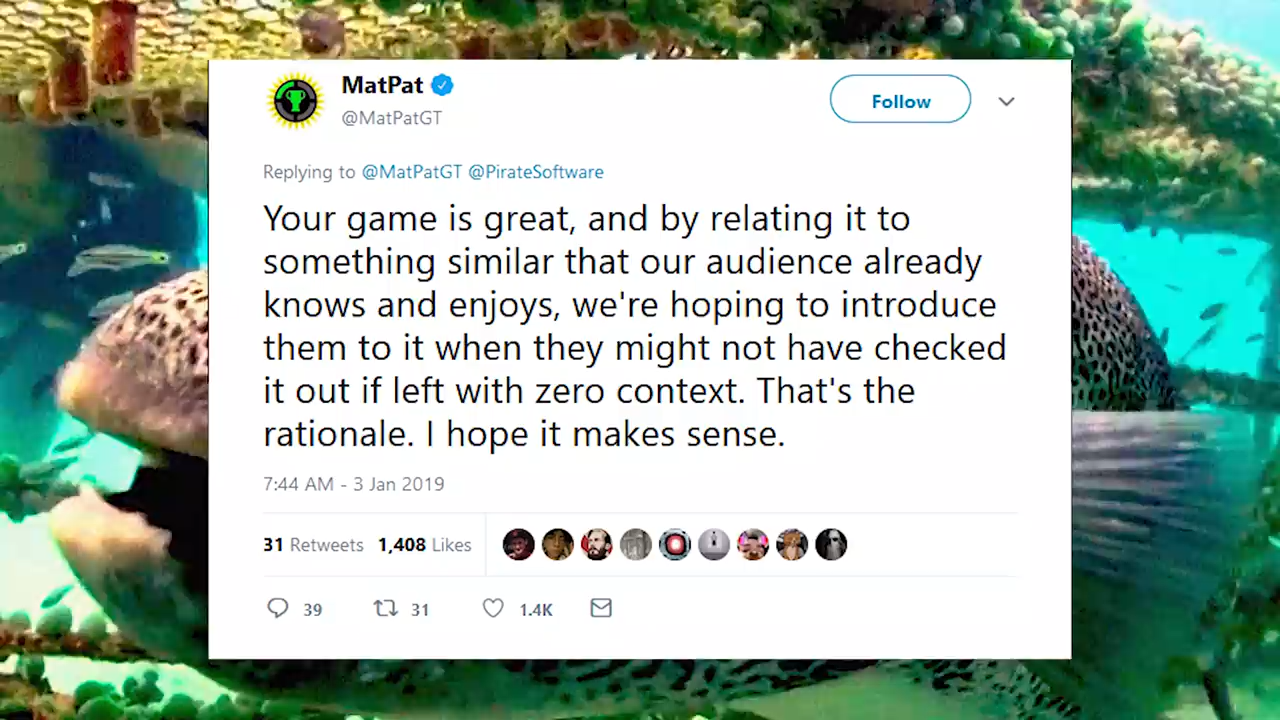 MatPat
Follow
@MatPatGT
Replying to @MatPatGT @PirateSoftware
Your game is great, and by relating it to
something similar that our audience already
knows and enjoys, we're hoping to introduce
them to it when they might not have checked
it out if left with zero context. That's the
rationale. I hope it makes sense.
7:44 AM - 3 Jan 2019
31 Retweets 1,408 Likes
39 31 1.4K